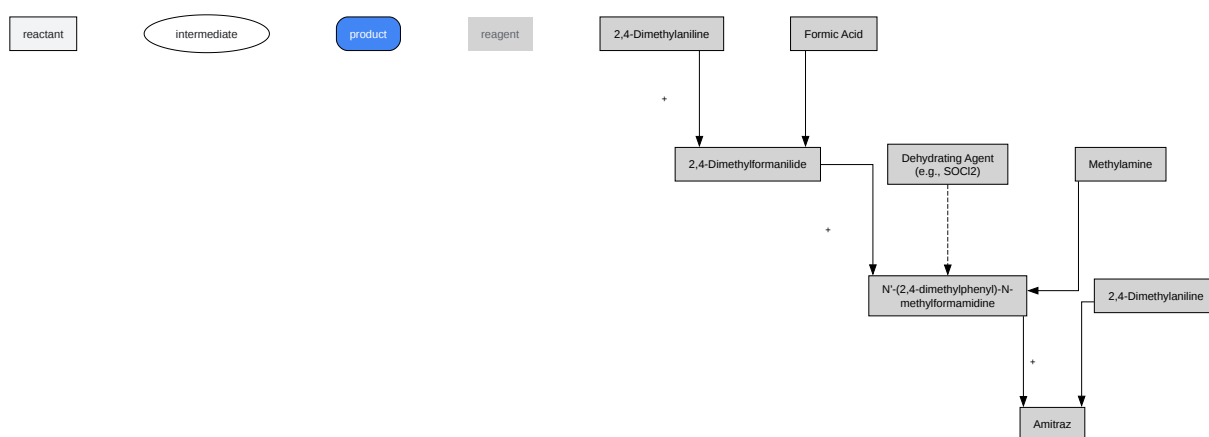 reactant
intermediate
product
reagent
2,4-Dimethylaniline
Formic Acid
+
2,4-Dimethylformanilide
Dehydrating Agent
(e.g., SOCl2)
Methylamine
+
N'-(2,4-dimethylphenyl)-N-
methylformamidine
2,4-Dimethylaniline
+
Amitraz